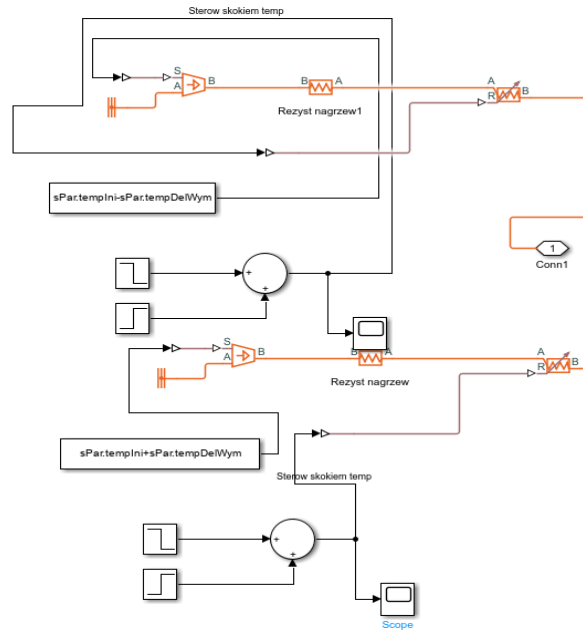 Sterow skokiem temp
S
A
B
B
A
Rezyst nagrzew1
A
R
B
sPar.tempIni-sPar.tempDelWym
1
Conn1
+
+
S
A
B
B
A
Rezyst nagrzew
A
R
B
sPar.tempIni+sPar.tempDelWym
Sterow skokiem temp
+
+
Scope